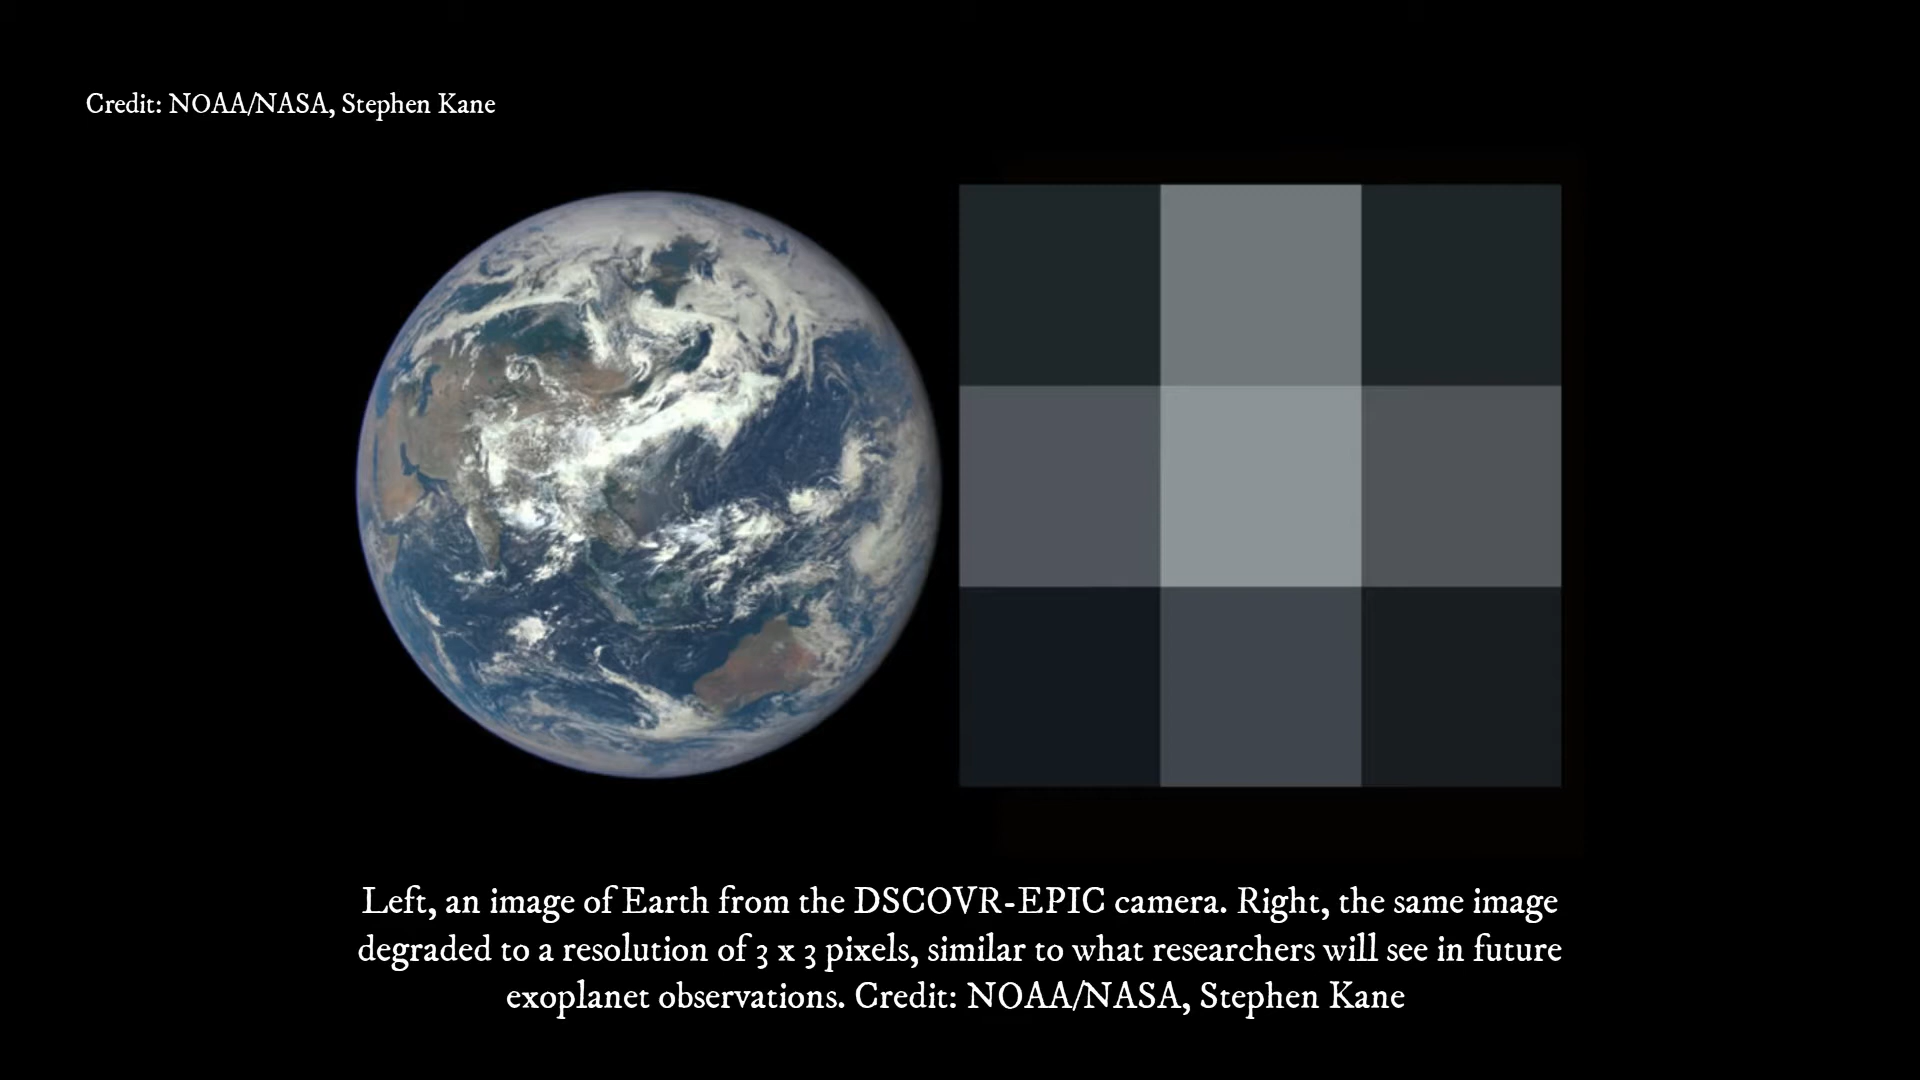 Credit: NOAA/NASA, Stephen Kane
Left, an image of Earth from the DSCOVR-EPIC camera. Right, the same image
degraded to a resolution of 3 x 3 pixels, similar to what researchers will see in future
exoplanet observations. Credit: NOAA/NASA, Stephen Kane